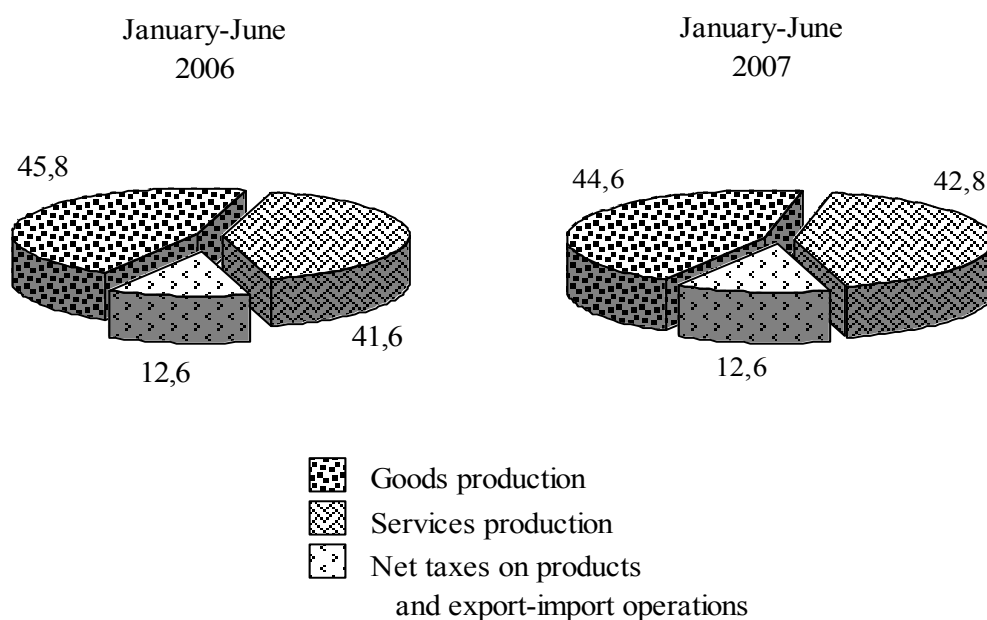 January-June
2006
January-June
2007
45,8
41,6
12,6
44,6
42,8
12,6
Goods production
Services production
Net taxes on products
and export-import operations